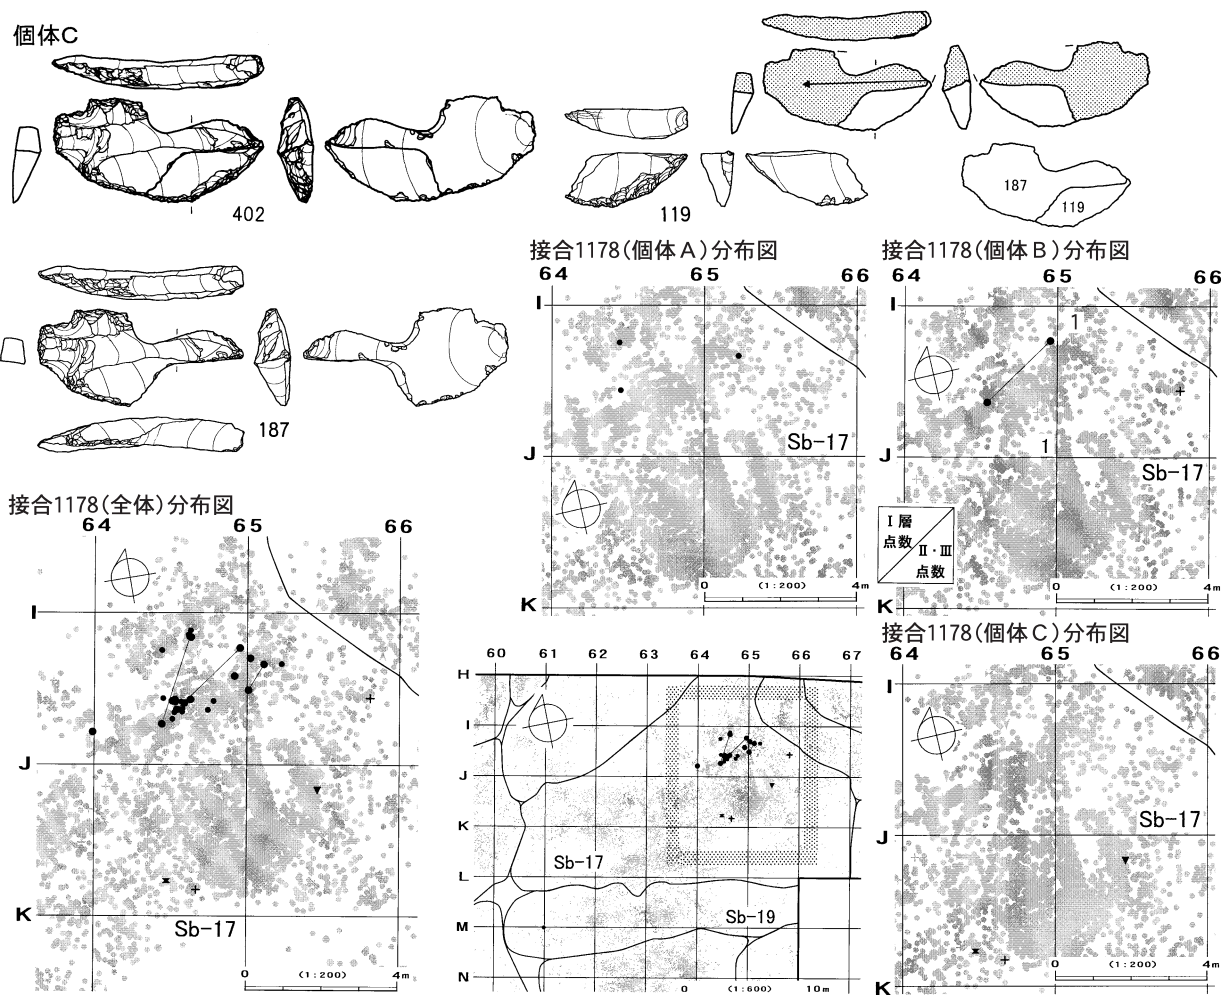 個体C
402
119
187
119
187
接合1178(個体A)分布図
64 65 66
I
J
K
Sb-17
0 (1:200) 4m
接合1178(個体B)分布図
64 65 66
I
J
K
1
1
Sb-17
I層
点数
II・III
点数
0 (1:200) 4m
接合1178(全体)分布図
64 65 66
I
J
K
Sb-17
0 (1:200) 4m
60 61 62 63 64 65 66 67
H
I
J
K
L
M
N
Sb-17
Sb-19
0 (1:600) 10m
接合1178(個体C)分布図
64 65 66
I
J
K
Sb-17
0 (1:200) 4m